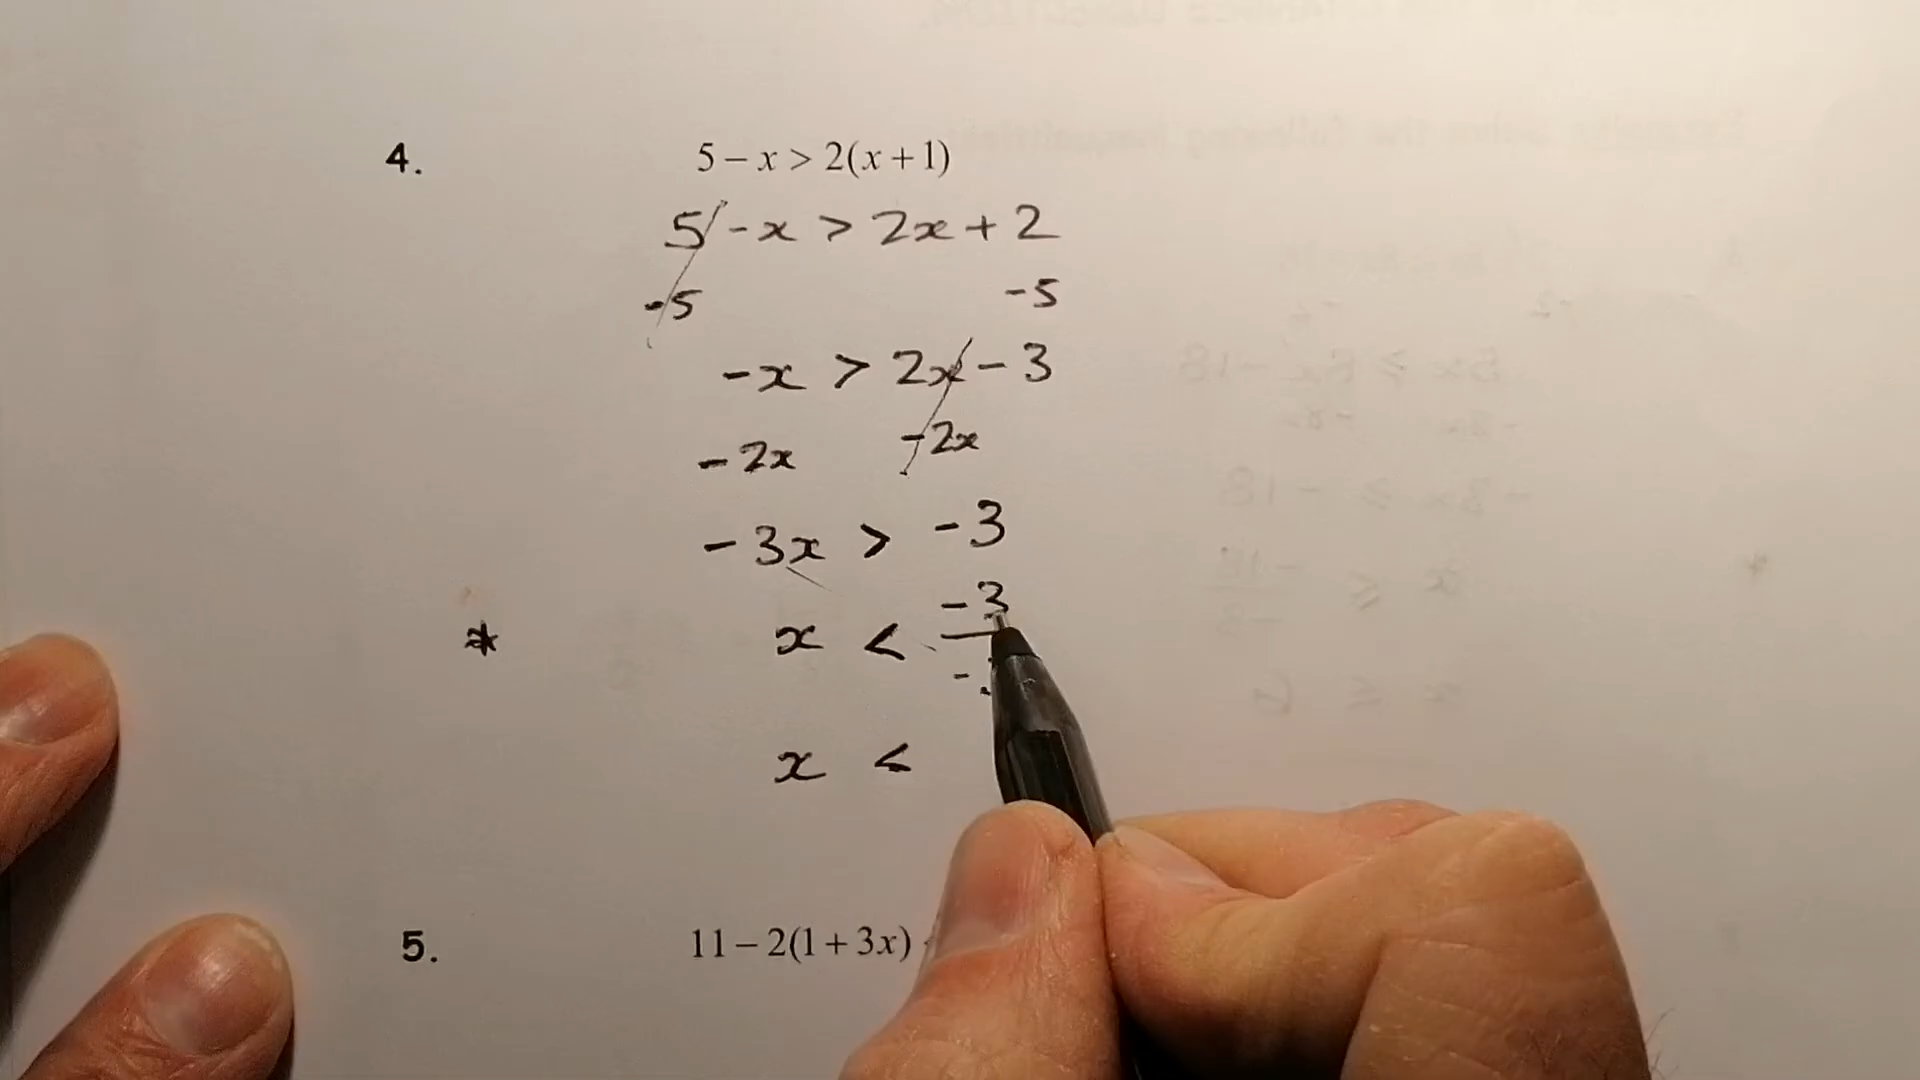 4. 5 – x > 2(x + 1)
5 - x > 2x + 2
-5 -5
-x > 2x - 3
-2x -2x
-3x > -3
-3
* x < ―
-
x <
5. 11 – 2(1 + 3x)